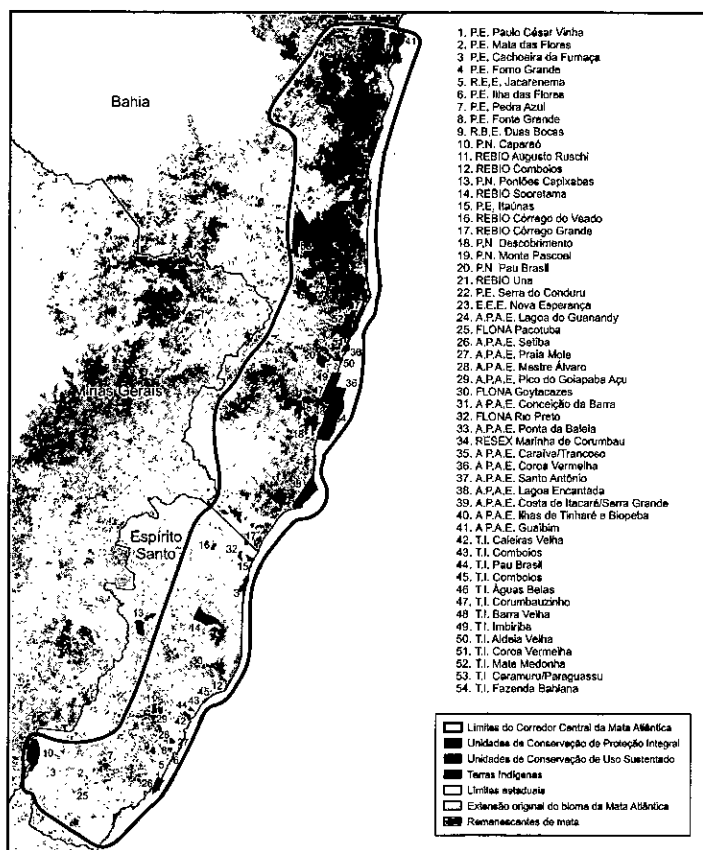 Bahia
Minas Gerais
Espírito
Santo
1. P.E. Paulo César Vinha
2. P.E. Mata das Flores
3. P.E. Cachoeira da Fumaça
4. P.E. Forno Grande
5. R.E.E. Jacarenema
6. P.E. Ilha das Flores
7. P.E. Pedra Azul
8. P.E. Fonte Grande
9. R.B.E. Duas Bocas
10. P.N. Caparaó
11. REBIO Augusto Ruschi
12. REBIO Comboios
13. P.N. Pontões Capixabas
14. REBIO Sooretama
15. P.E. Itaúnas
16. REBIO Córrego do Veado
17. REBIO Córrego Grande
18. P.N. Descobrimento
19. P.N. Monte Pascoal
20. P.N. Pau Brasil
21. REBIO Una
22. P.E. Serra do Conduru
23. E.E.E. Nova Esperança
24. A.P.A.E. Lagoa do Guanandy
25. FLONA Pacotuba
26. A.P.A.E. Setiba
27. A.P.A.E. Praia Mole
28. A.P.A.E. Mestre Álvaro
29. A.P.A.E. Pico do Goiapaba Açu
30. FLONA Goytacazes
31. A.P.A.E. Conceição da Barra
32. FLONA Rio Preto
33. A.P.A.E. Ponta da Baleia
34. RESEX Marinha de Corumbau
35. A.P.A.E. Caraíva/Trancoso
36. A.P.A.E. Coroa Vermelha
37. A.P.A.E. Santo Antônio
38. A.P.A.E. Lagoa Encantada
39. A.P.A.E. Costa de Itacaré/Serra Grande
40. A.P.A.E. Ilhas de Tinharé e Biopeba
41. A.P.A.E. Guaibim
42. T.I. Caieiras Velha
43. T.I. Comboios
44. T.I. Pau Brasil
45. T.I. Comboios
46. T.I. Águas Belas
47. T.I. Corumbauzinho
48. T.I. Barra Velha
49. T.I. Imbiriba
50. T.I. Aldeia Velha
51. T.I. Coroa Vermelha
52. T.I. Mata Medonha
53. T.I. Caramuru/Paraguassu
54. T.I. Fazenda Bahiana
Limites do Corredor Central da Mata Atlântica
Unidades de Conservação de Proteção Integral
Unidades de Conservação de Uso Sustentado
Terras Indígenas
Limites estaduais
Extensão original do bioma da Mata Atlântica
Remanescentes de mata